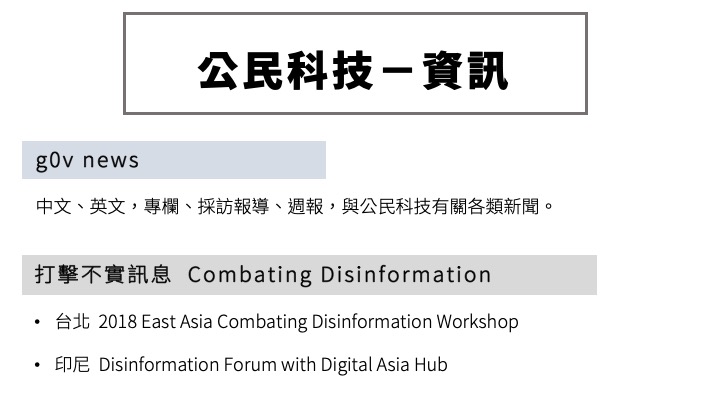 公民科技－資訊
g0v news
中文、英文，專欄、採訪報導、週報，與公民科技有關各類新聞。
打擊不實訊息 Combating Disinformation
• 台北 2018 East Asia Combating Disinformation Workshop
• 印尼 Disinformation Forum with Digital Asia Hub